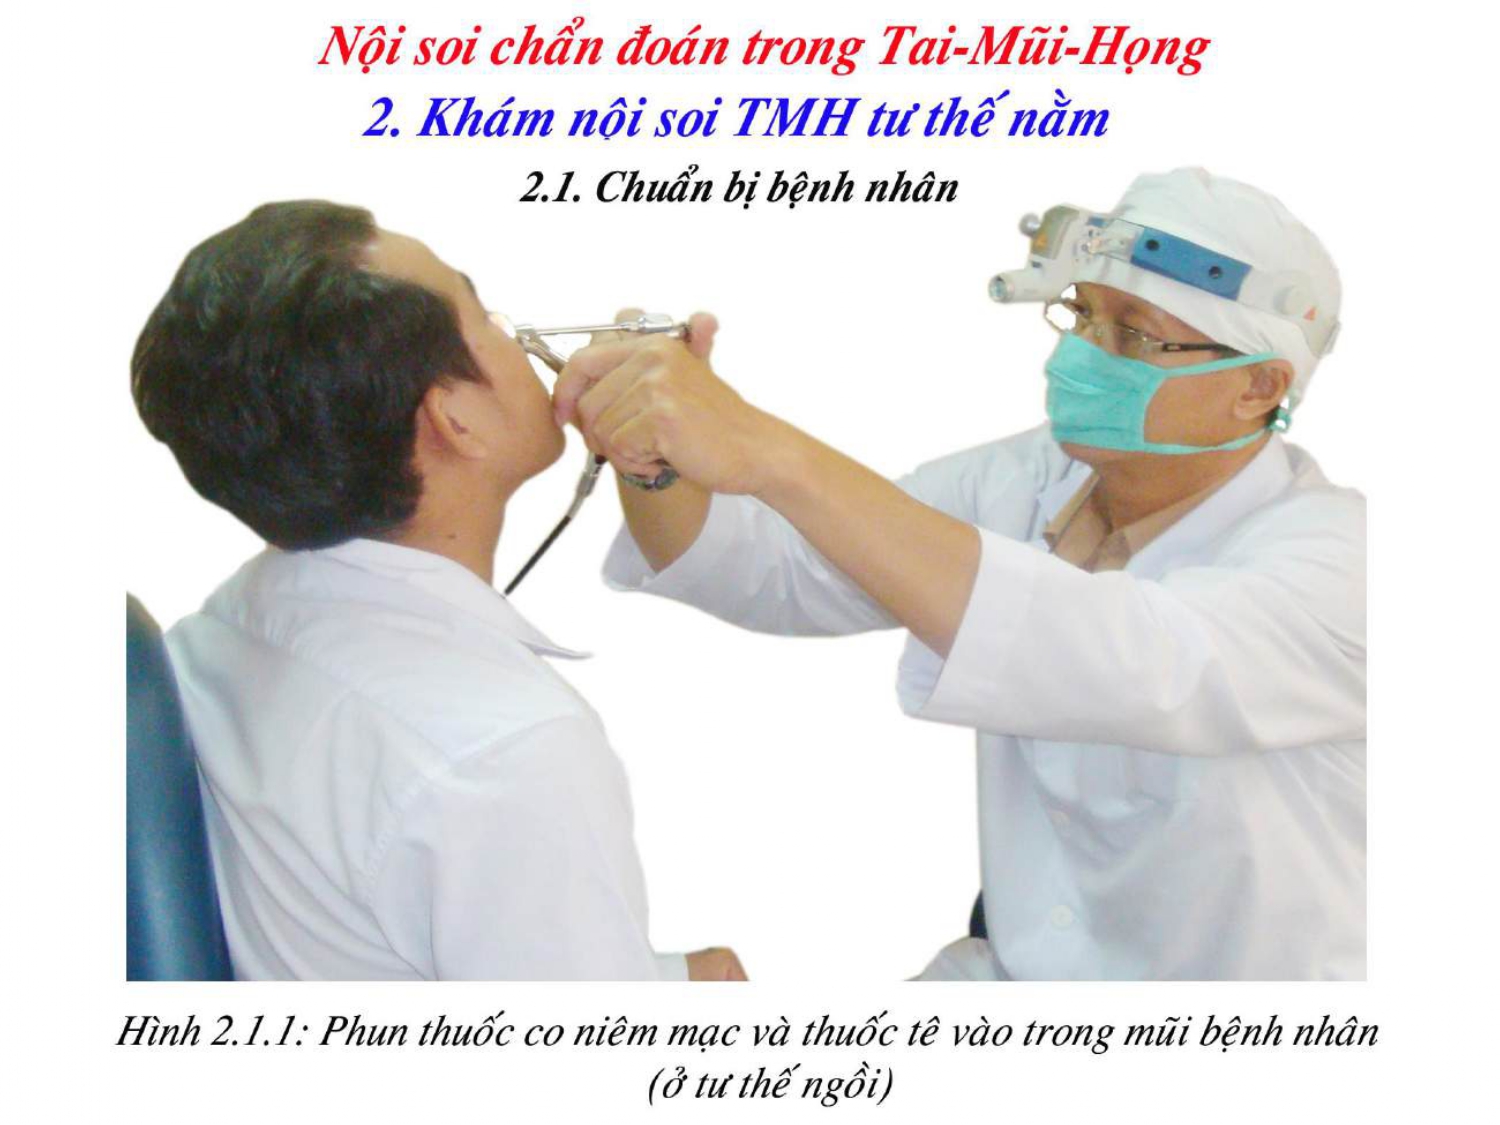 Nội soi chẩn đoán trong Tai-Mũi-Họng
2. Khám nội soi TMH tư thế nằm
2.1. Chuẩn bị bệnh nhân
Hình 2.1.1: Phun thuốc co niêm mạc và thuốc tê vào trong mũi bệnh nhân
(ở tư thế ngồi)